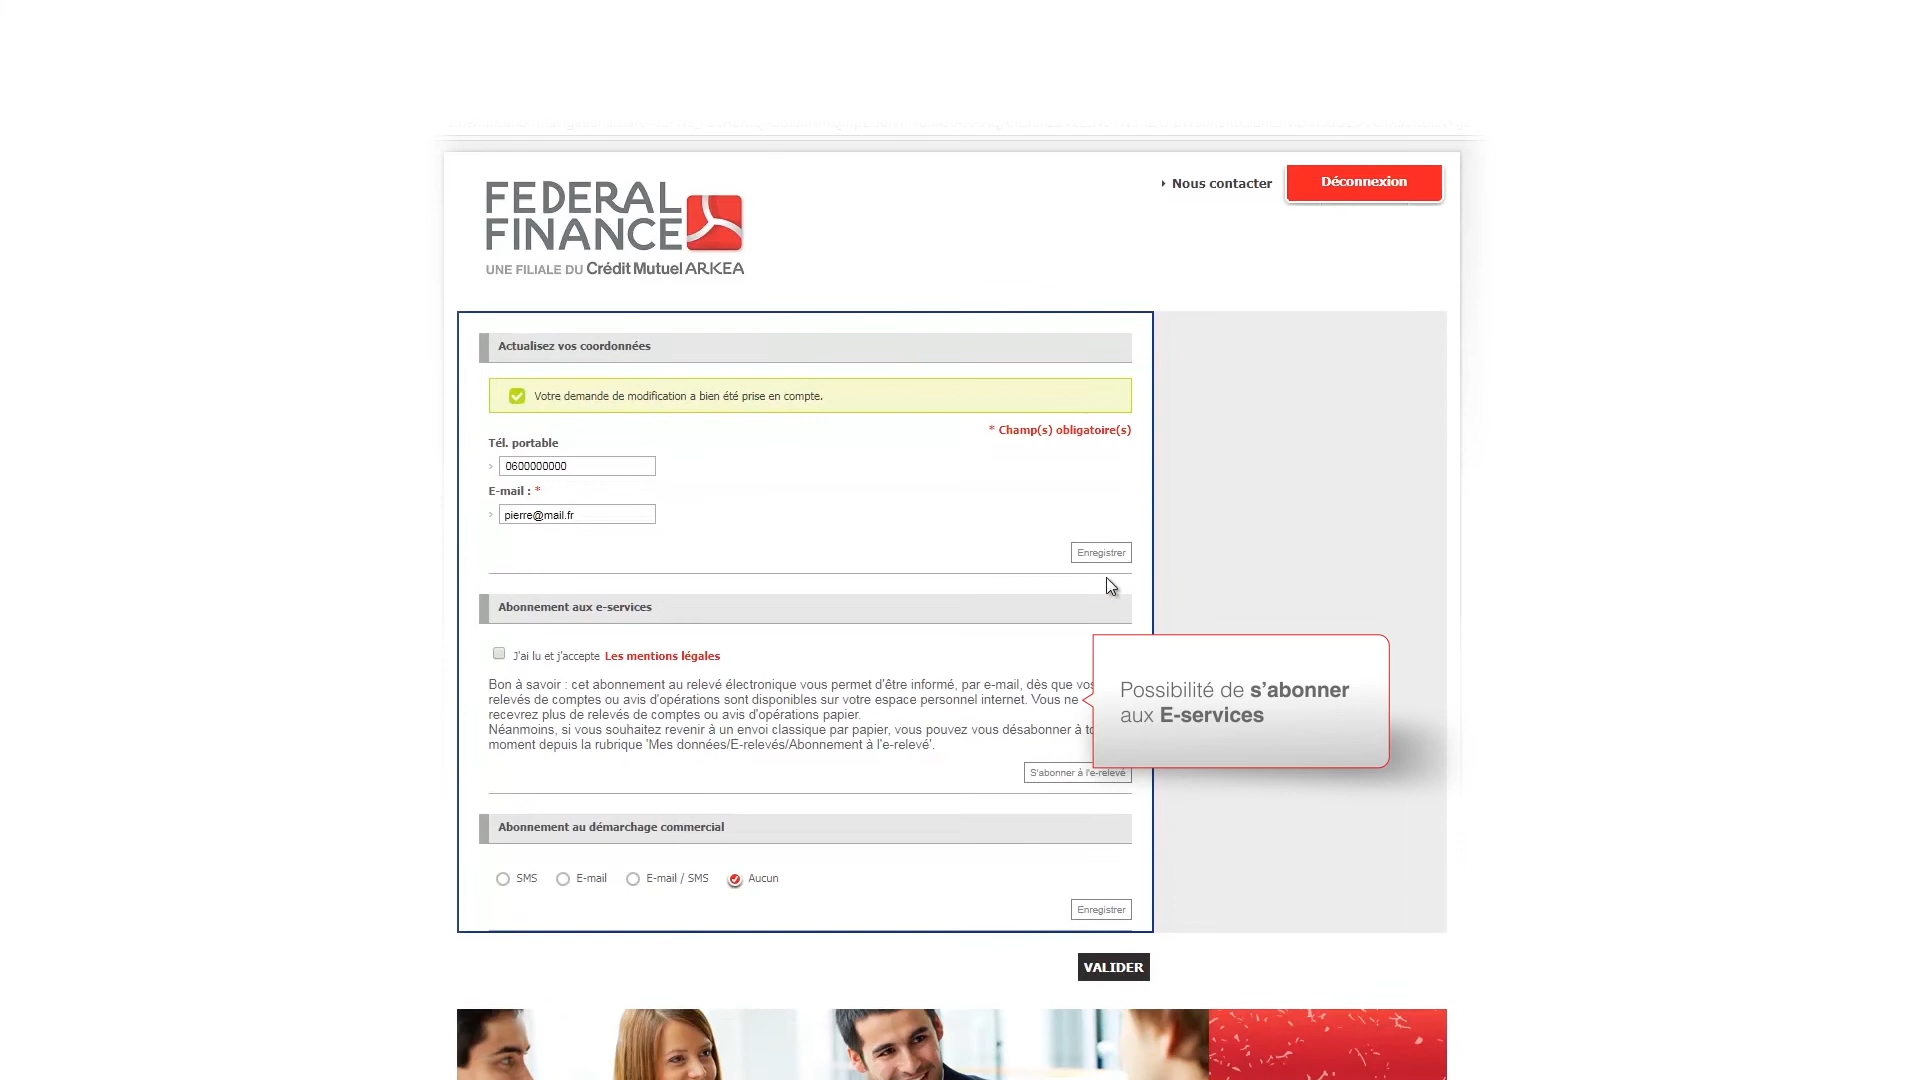 Nous contacter
Déconnexion
FEDERAL
FINANCE
UNE FILIALE DU Crédit Mutuel ARKEA
Actualisez vos coordonnées
Votre demande de modification a bien été prise en compte.
* Champ(s) obligatoire(s)
Tél. portable
0600000000
E-mail : *
pierre@mail.fr
Enregistrer
Abonnement aux e-services
J'ai lu et j'accepte Les mentions légales
Bon à savoir : cet abonnement au relevé électronique vous permet d'être informé, par e-mail, dès que vos
relevés de comptes ou avis d'opérations sont disponibles sur votre espace personnel internet. Vous ne
recevrez plus de relevés de comptes ou avis d'opérations papier.
Néanmoins, si vous souhaitez revenir à un envoi classique par papier, vous pouvez vous désabonner à
moment depuis la rubrique 'Mes données/E-relevés/Abonnement à l'e-relevé'.
Possibilité de s'abonner
aux E-services
S'abonner à l'e-relevé
Abonnement au démarchage commercial
SMS E-mail E-mail / SMS Aucun
Enregistrer
VALIDER